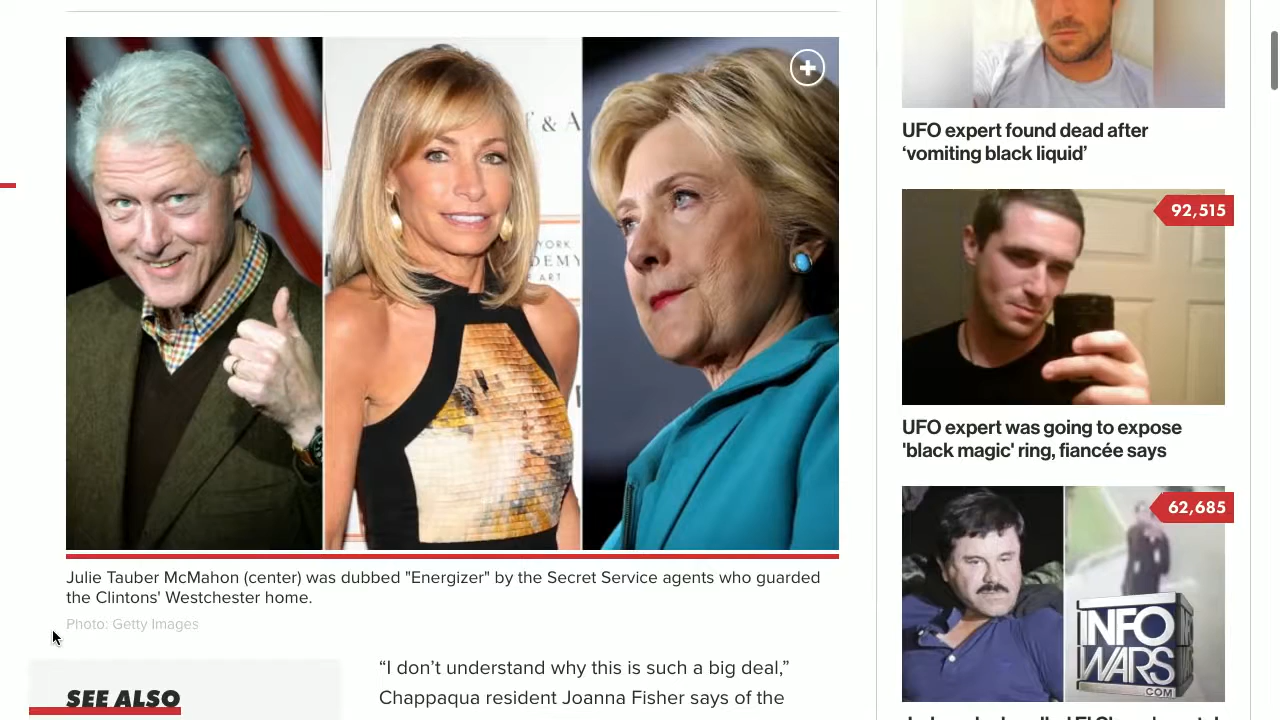 f & A
YORK
DEMY
E ART
Julie Tauber McMahon (center) was dubbed "Energizer" by the Secret Service agents who guarded
the Clintons' Westchester home.
Photo: Getty Images
SEE ALSO
“I don’t understand why this is such a big deal,”
Chappaqua resident Joanna Fisher says of the
UFO expert found dead after
‘vomiting black liquid’
92,515
UFO expert was going to expose
'black magic' ring, fiancée says
62,685
INFO
WARS
.COM